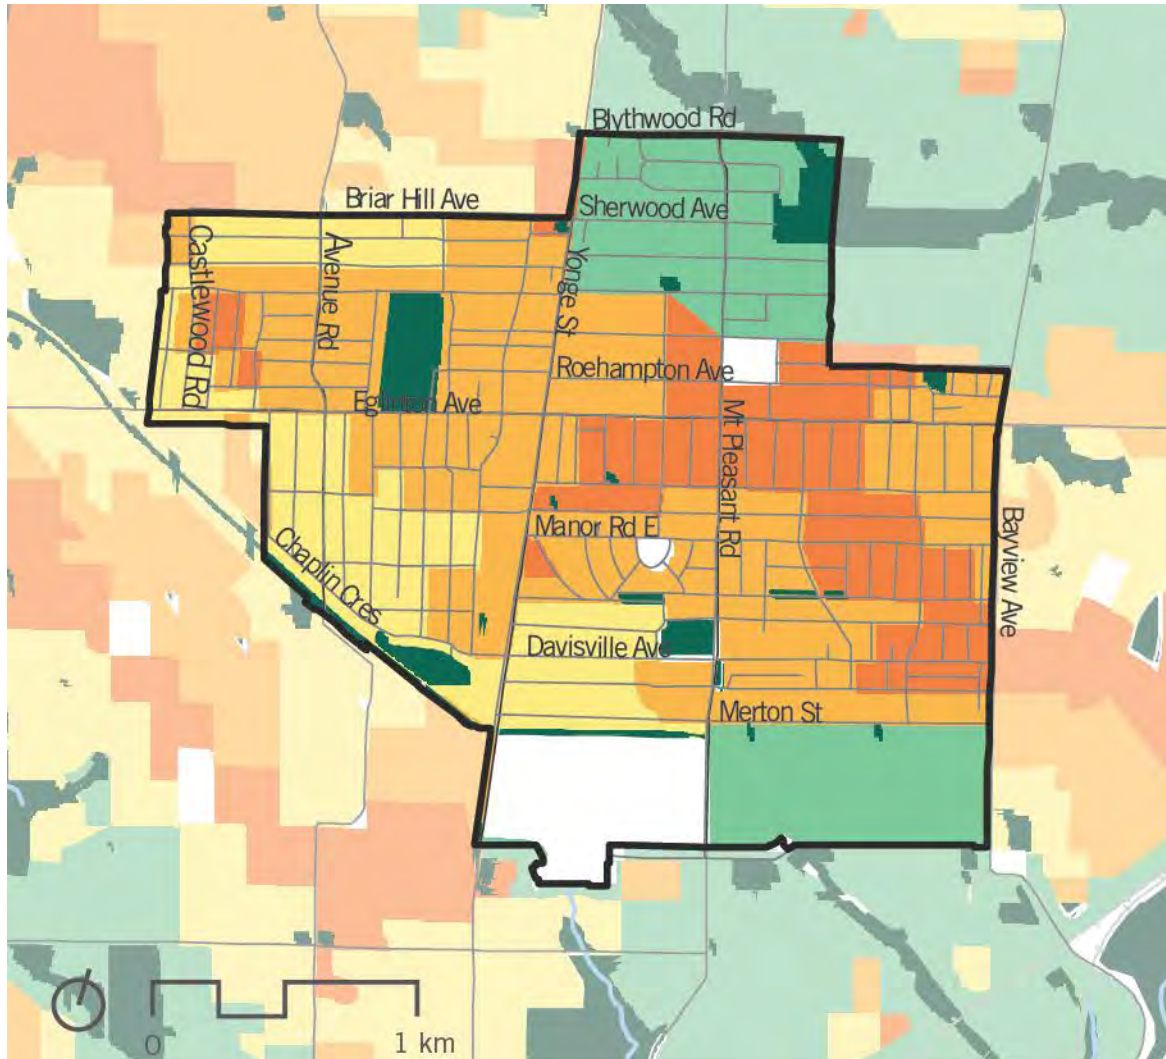 Blythwood Rd
Briar Hill Ave
Sherwood Ave
Castlewood Rd
Avenue Rd
Yonge St
Roehampton Ave
Eglinton Ave
Mt Pleasant Rd
Manor Rd E
Bayview Ave
Chaplin Cres
Davisville Ave
Merton St
0
1 km